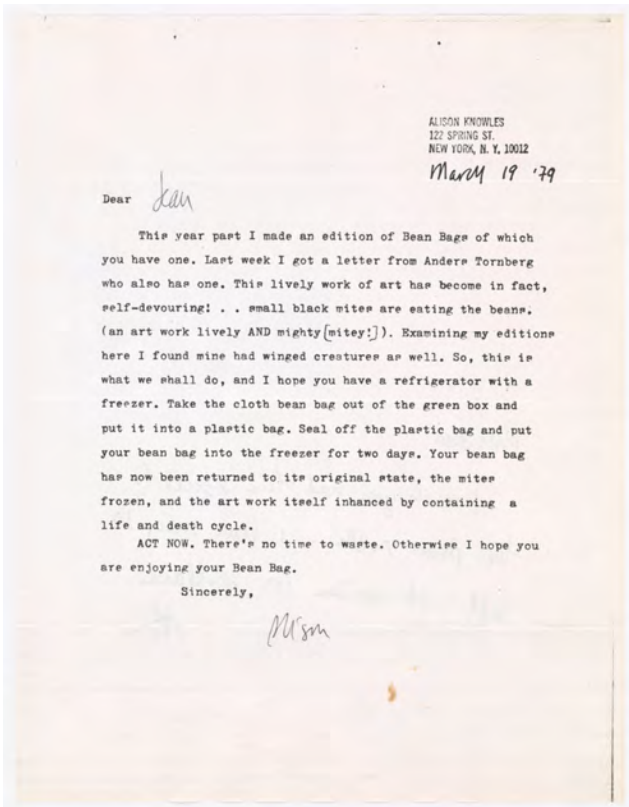 ALISON KNOWLES
122 SPRING ST.
NEW YORK, N. Y. 10012
March 19 '79
Dear Jean
This year past I made an edition of Bean Bags of which
you have one. Last week I got a letter from Anders Tornberg
who also has one. This lively work of art has become in fact,
self-devouring! . . small black mites are eating the beans.
(an art work lively AND mighty[mitey!]). Examining my editions
here I found mine had winged creatures as well. So, this is
what we shall do, and I hope you have a refrigerator with a
freezer. Take the cloth bean bag out of the green box and
put it into a plastic bag. Seal off the plastic bag and put
your bean bag into the freezer for two days. Your bean bag
has now been returned to its original state, the mites
frozen, and the art work itself inhanced by containing a
life and death cycle.
ACT NOW. There's no time to waste. Otherwise I hope you
are enjoying your Bean Bag.
Sincerely,
Alison